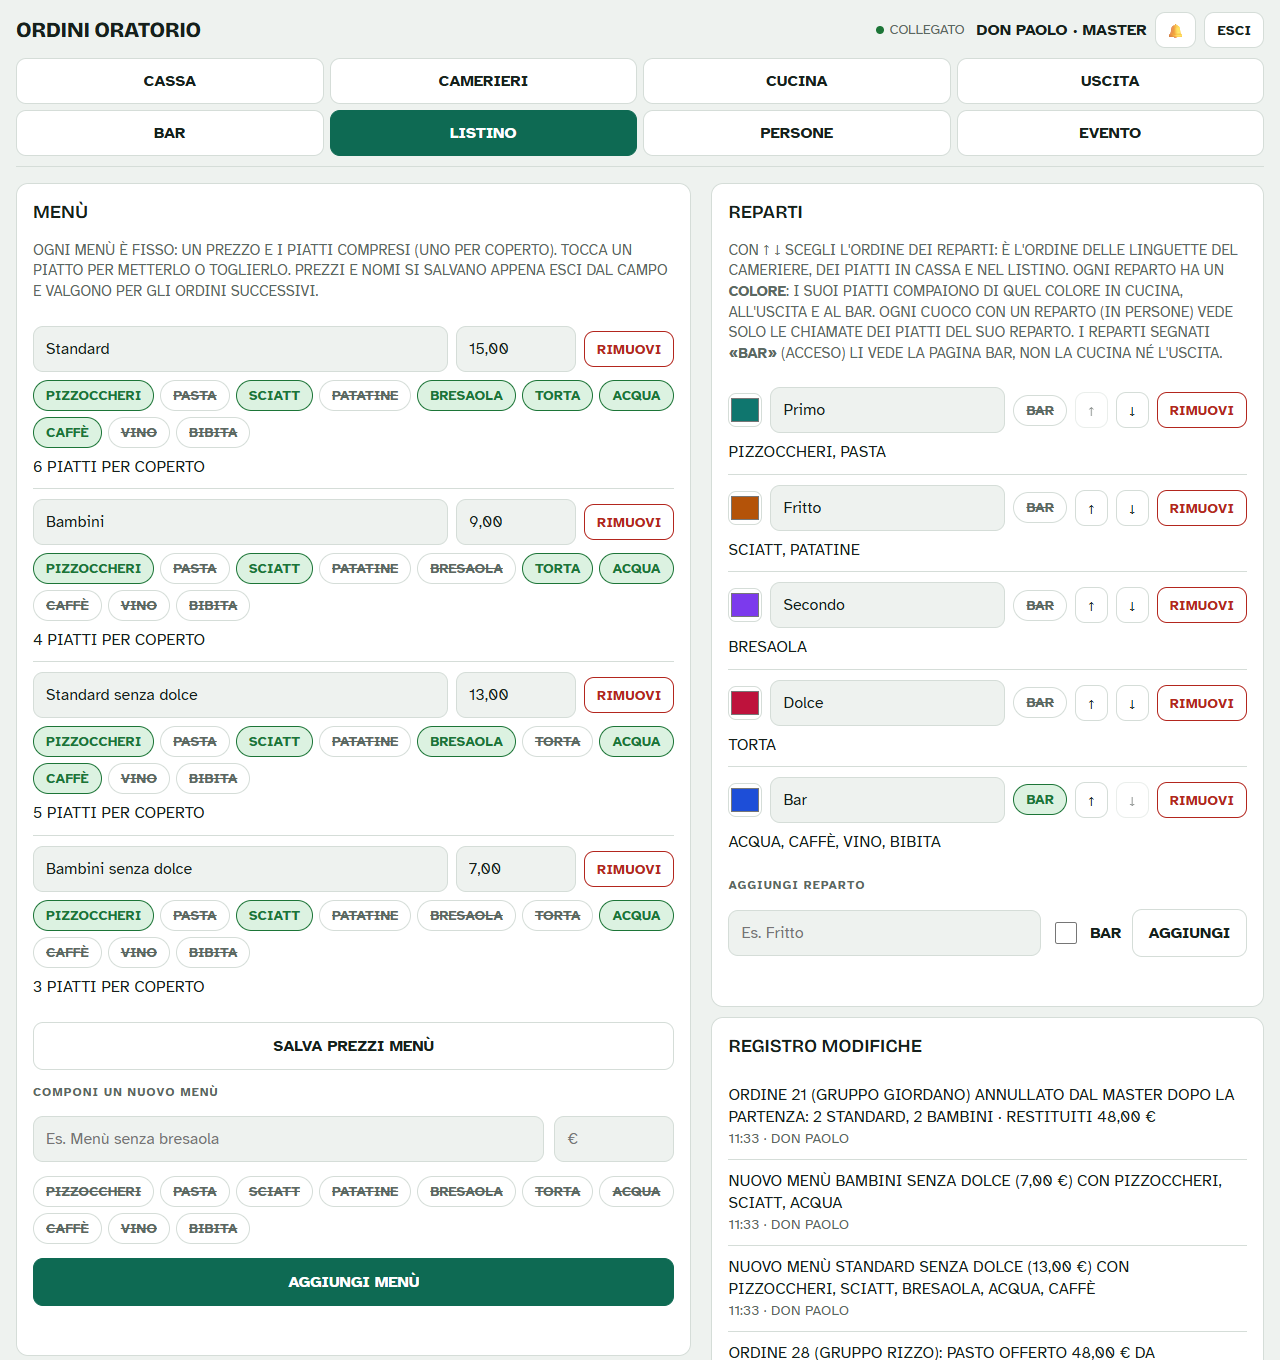 ORDINI ORATORIO
COLLEGATO DON PAOLO · MASTER 🔔 ESCI
CASSA CAMERIERI CUCINA USCITA
BAR LISTINO PERSONE EVENTO
MENÙ
OGNI MENÙ È FISSO: UN PREZZO E I PIATTI COMPRESI (UNO PER COPERTO). TOCCA UN
PIATTO PER METTERLO O TOGLIERLO. PREZZI E NOMI SI SALVANO APPENA ESCI DAL CAMPO
E VALGONO PER GLI ORDINI SUCCESSIVI.
Standard 15,00 RIMUOVI
PIZZOCCHERI PASTA SCIATT PATATINE BRESAOLA TORTA ACQUA
CAFFÈ VINO BIBITA
6 PIATTI PER COPERTO
Bambini 9,00 RIMUOVI
PIZZOCCHERI PASTA SCIATT PATATINE BRESAOLA TORTA ACQUA
CAFFÈ VINO BIBITA
4 PIATTI PER COPERTO
Standard senza dolce 13,00 RIMUOVI
PIZZOCCHERI PASTA SCIATT PATATINE BRESAOLA TORTA ACQUA
CAFFÈ VINO BIBITA
5 PIATTI PER COPERTO
Bambini senza dolce 7,00 RIMUOVI
PIZZOCCHERI PASTA SCIATT PATATINE BRESAOLA TORTA ACQUA
CAFFÈ VINO BIBITA
3 PIATTI PER COPERTO
SALVA PREZZI MENÙ
COMPONI UN NUOVO MENÙ
Es. Menù senza bresaola €
PIZZOCCHERI PASTA SCIATT PATATINE BRESAOLA TORTA ACQUA
CAFFÈ VINO BIBITA
AGGIUNGI MENÙ
REPARTI
CON ↑ ↓ SCEGLI L'ORDINE DEI REPARTI: È L'ORDINE DELLE LINGUETTE DEL
CAMERIERE, DEI PIATTI IN CASSA E NEL LISTINO. OGNI REPARTO HA UN
COLORE: I SUOI PIATTI COMPAIONO DI QUEL COLORE IN CUCINA,
ALL'USCITA E AL BAR. OGNI CUOCO CON UN REPARTO (IN PERSONE) VEDE
SOLO LE CHIAMATE DEI PIATTI DEL SUO REPARTO. I REPARTI SEGNATI
«BAR» (ACCESO) LI VEDE LA PAGINA BAR, NON LA CUCINA NÉ L'USCITA.
Primo BAR ↑ ↓ RIMUOVI
PIZZOCCHERI, PASTA
Fritto BAR ↑ ↓ RIMUOVI
SCIATT, PATATINE
Secondo BAR ↑ ↓ RIMUOVI
BRESAOLA
Dolce BAR ↑ ↓ RIMUOVI
TORTA
Bar BAR ↑ ↓ RIMUOVI
ACQUA, CAFFÈ, VINO, BIBITA
AGGIUNGI REPARTO
Es. Fritto BAR AGGIUNGI
REGISTRO MODIFICHE
ORDINE 21 (GRUPPO GIORDANO) ANNULLATO DAL MASTER DOPO LA
PARTENZA: 2 STANDARD, 2 BAMBINI · RESTITUITI 48,00 €
11:33 · DON PAOLO
NUOVO MENÙ BAMBINI SENZA DOLCE (7,00 €) CON PIZZOCCHERI,
SCIATT, ACQUA
11:33 · DON PAOLO
NUOVO MENÙ STANDARD SENZA DOLCE (13,00 €) CON
PIZZOCCHERI, SCIATT, BRESAOLA, ACQUA, CAFFÈ
11:33 · DON PAOLO
ORDINE 28 (GRUPPO RIZZO): PASTO OFFERTO 48,00 € DA